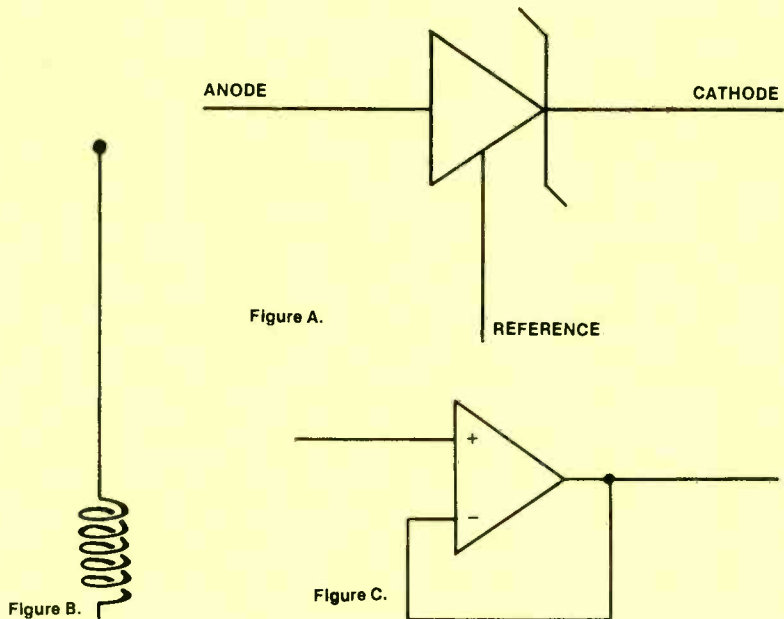 ANODE
CATHODE
Figure A.
REFERENCE
+
−
Figure B.
Figure C.